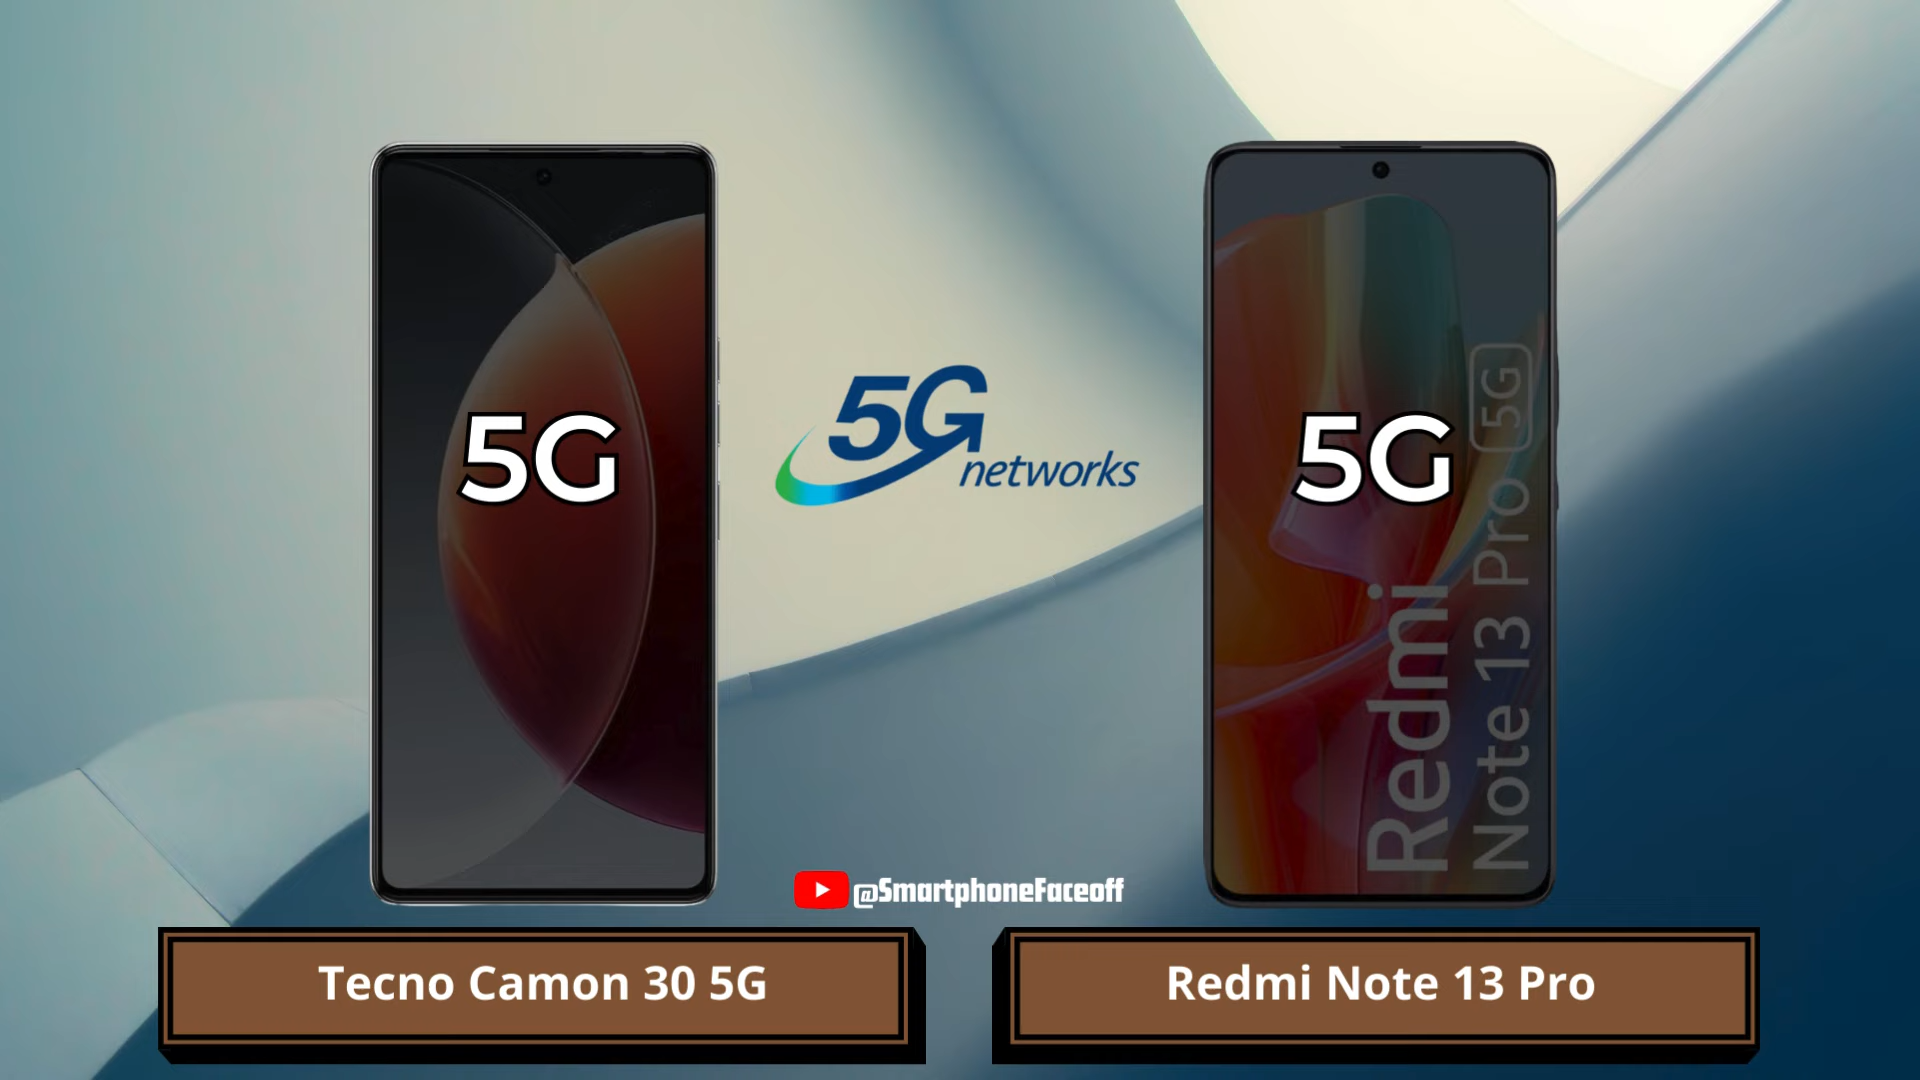 5G
5G
networks
5G
Redmi
Note 13 Pro 5G
@SmartphoneFaceoff
Tecno Camon 30 5G
Redmi Note 13 Pro